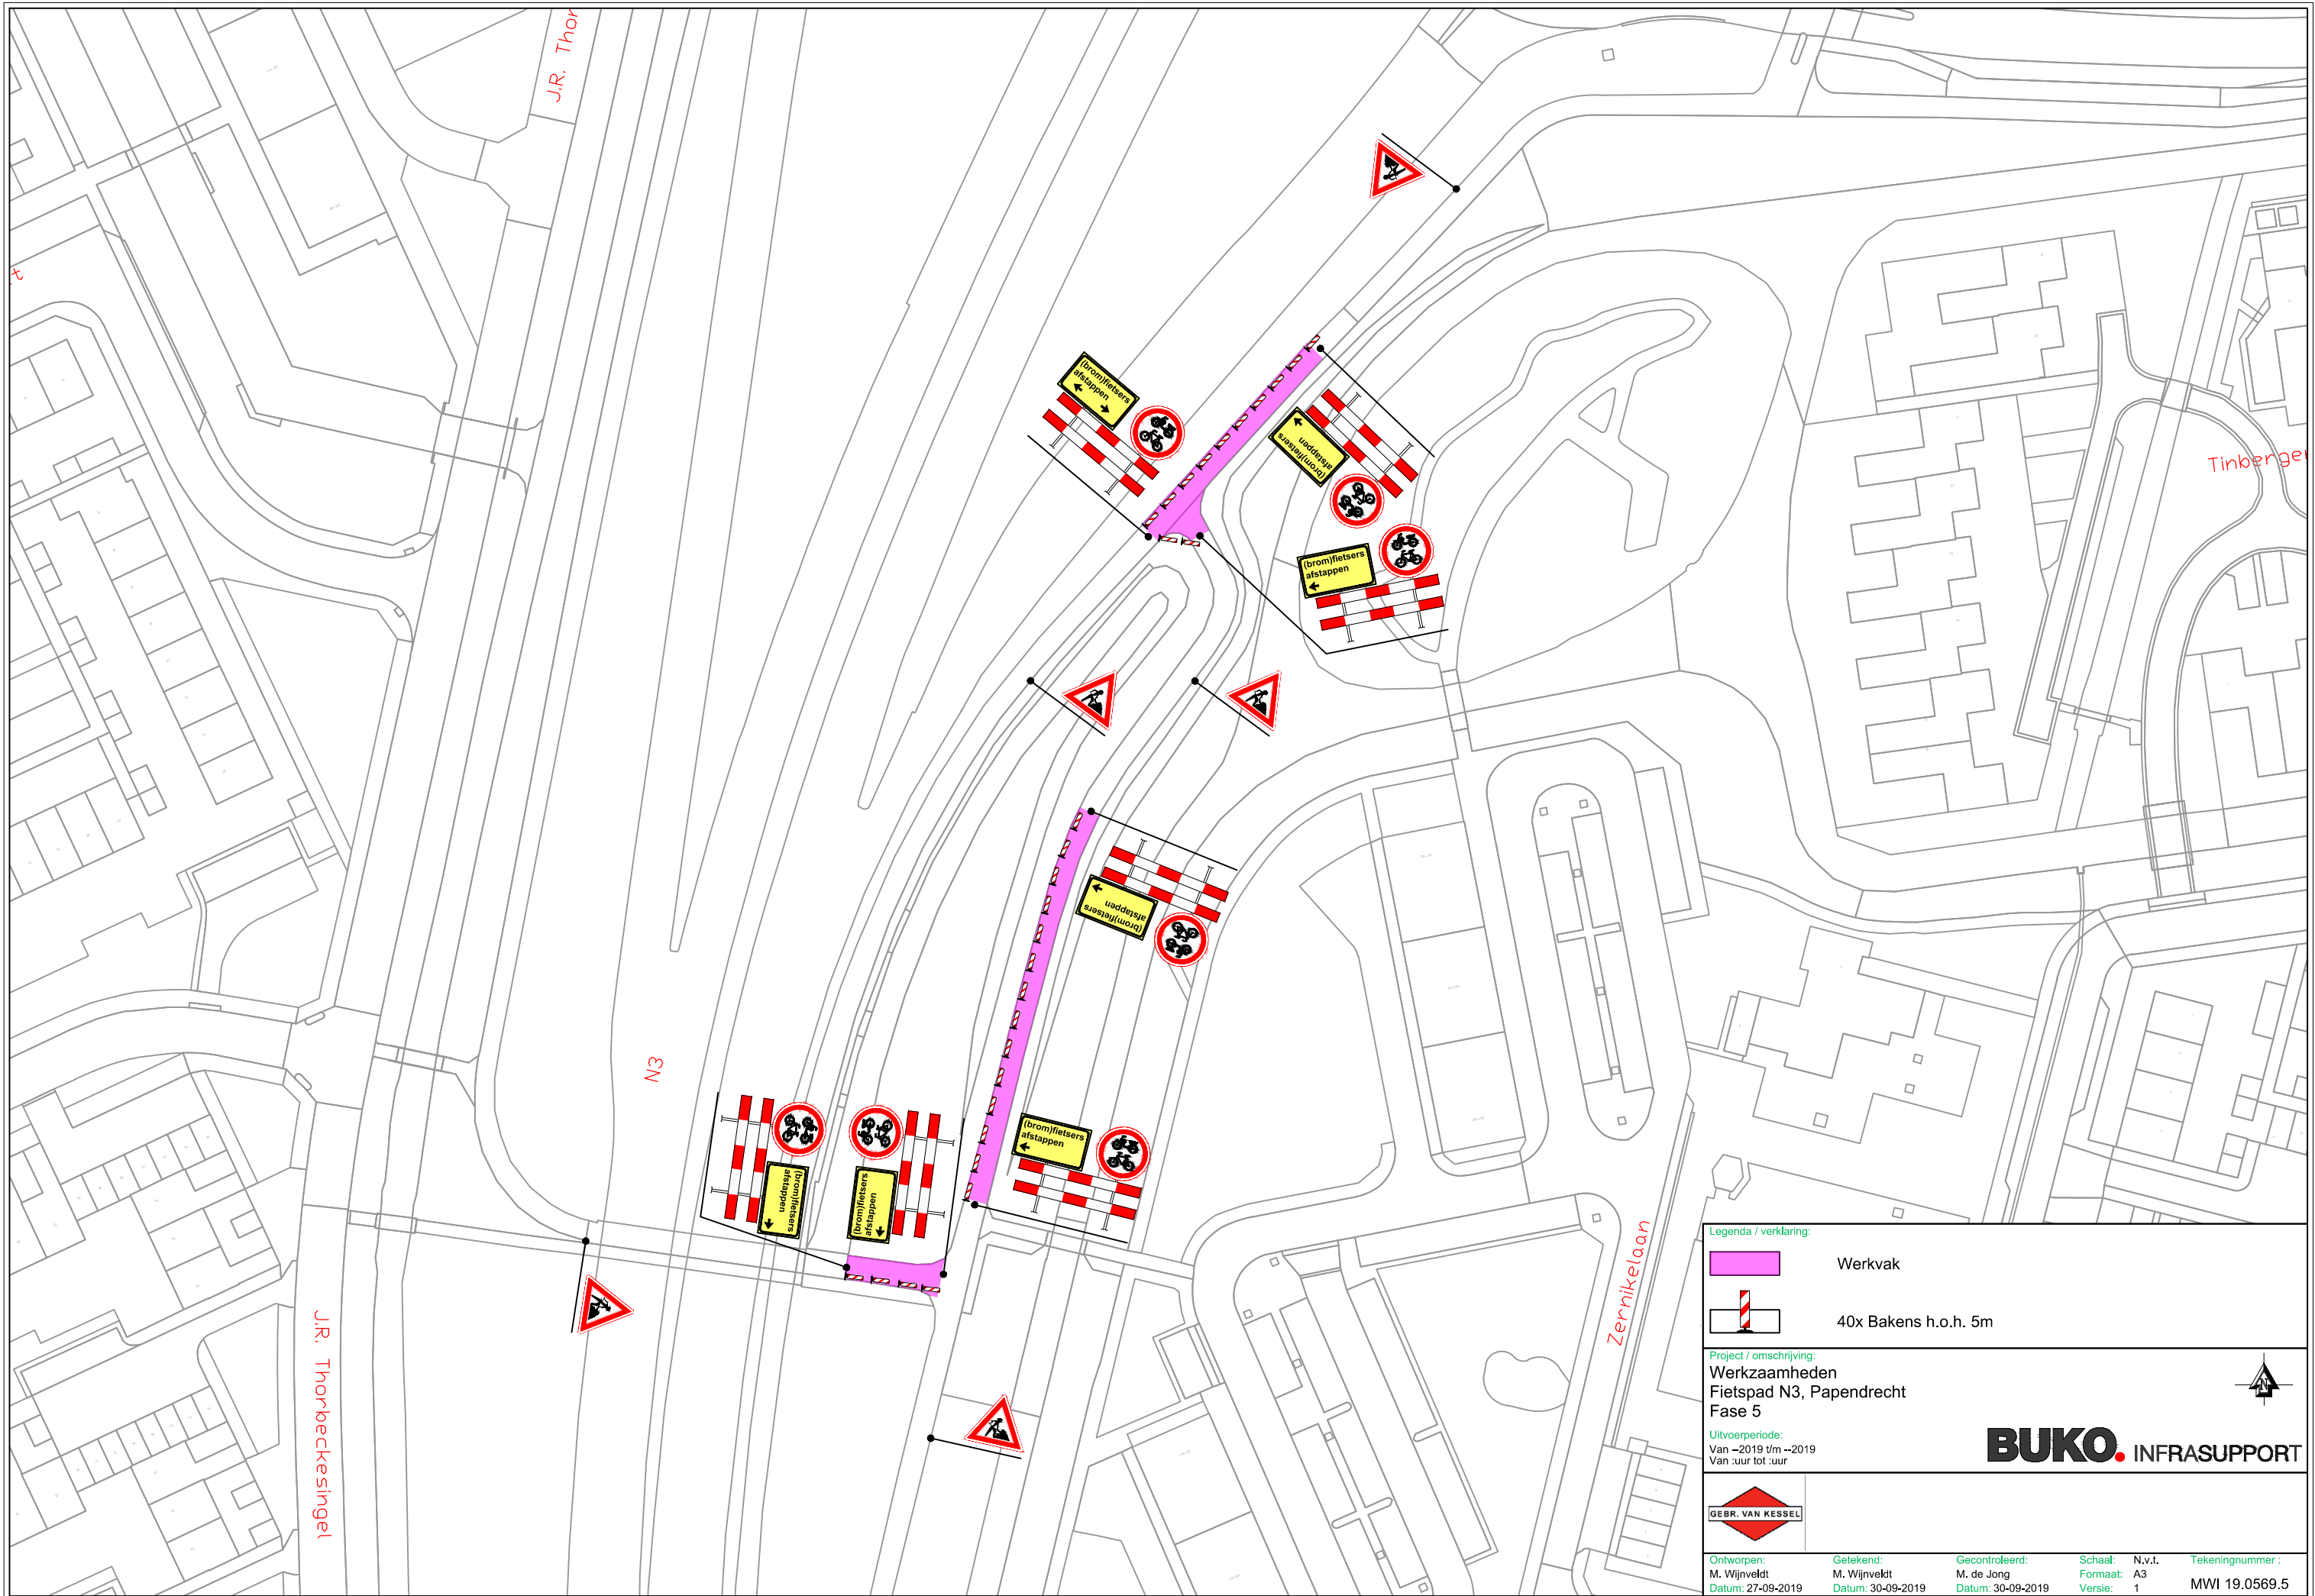 J.R. Thor
t
Tinberger
(brom)fietsers
afstappen
(brom)fietsers
afstappen
(brom)fietsers
afstappen
(brom)fietsers
afstappen
N3
(brom)fietsers
afstappen
(brom)fietsers
afstappen
(brom)fietsers
afstappen
J.R. Thorbeckesingel
Zernikelaan
Legenda / verklaring:
Werkvak
40x Bakens h.o.h. 5m
Project / omschrijving:
Werkzaamheden
Fietspad N3, Papendrecht
Fase 5
N
Uitvoerperiode:
Van –2019 t/m --2019
Van :uur tot :uur
BUKO. INFRASUPPORT
GEBR. VAN KESSEL
Ontworpen: Getekend: Gecontroleerd: Schaal: N.v.t. Tekeningnummer :
M. Wijnveldt M. Wijnveldt M. de Jong Formaat: A3
Datum: 27-09-2019 Datum: 30-09-2019 Datum: 30-09-2019 Versie: 1 MWI 19.0569.5